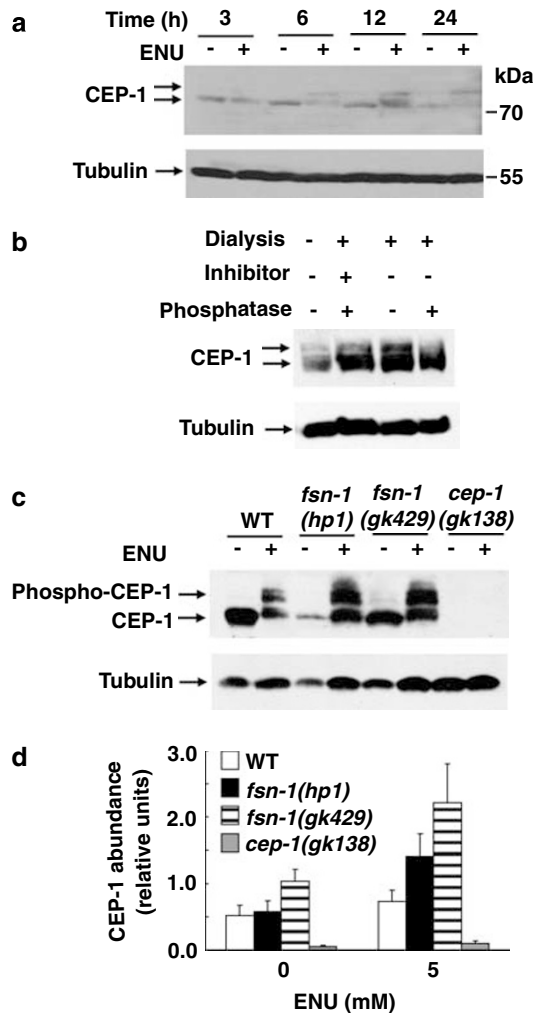 a
Time (h) 3 6 12 24
ENU - + - + - + - +
kDa
CEP-1
70
Tubulin
55
b
Dialysis - + + +
Inhibitor - + - -
Phosphatase - + - +
CEP-1
Tubulin
c
WT fsn-1 (hp1) fsn-1 (gk429) cep-1 (gk138)
ENU - + - + - + - +
Phospho-CEP-1
CEP-1
Tubulin
d
CEP-1 abundance
(relative units)
3.0
2.0
1.0
0.0
WT
fsn-1(hp1)
fsn-1(gk429)
cep-1(gk138)
0 5
ENU (mM)